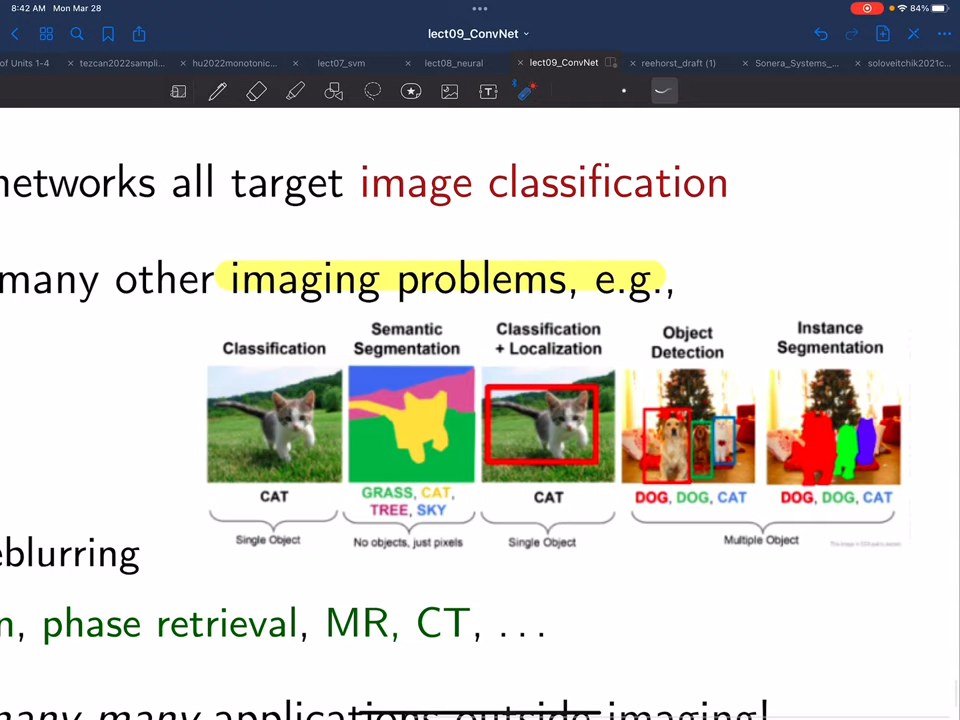 8:42 AM Mon Mar 28
84%
lect09_ConvNet
of Units 1-4
tezcan2022sampli...
hu2022monotonic...
lect07_svm
lect08_neural
lect09_ConvNet
reehorst_draft (1)
Sonera_Systems_...
soloveitchik2021c...
networks all target image classification
many other imaging problems, e.g.,
Classification
Semantic Segmentation
Classification + Localization
Object Detection
Instance Segmentation
CAT
GRASS, CAT,
TREE, SKY
CAT
DOG, DOG, CAT
DOG, DOG, CAT
Single Object
No objects, just pixels
Single Object
Multiple Object
eblurring
n, phase retrieval, MR, CT, . . .
many many applications outside imaging!